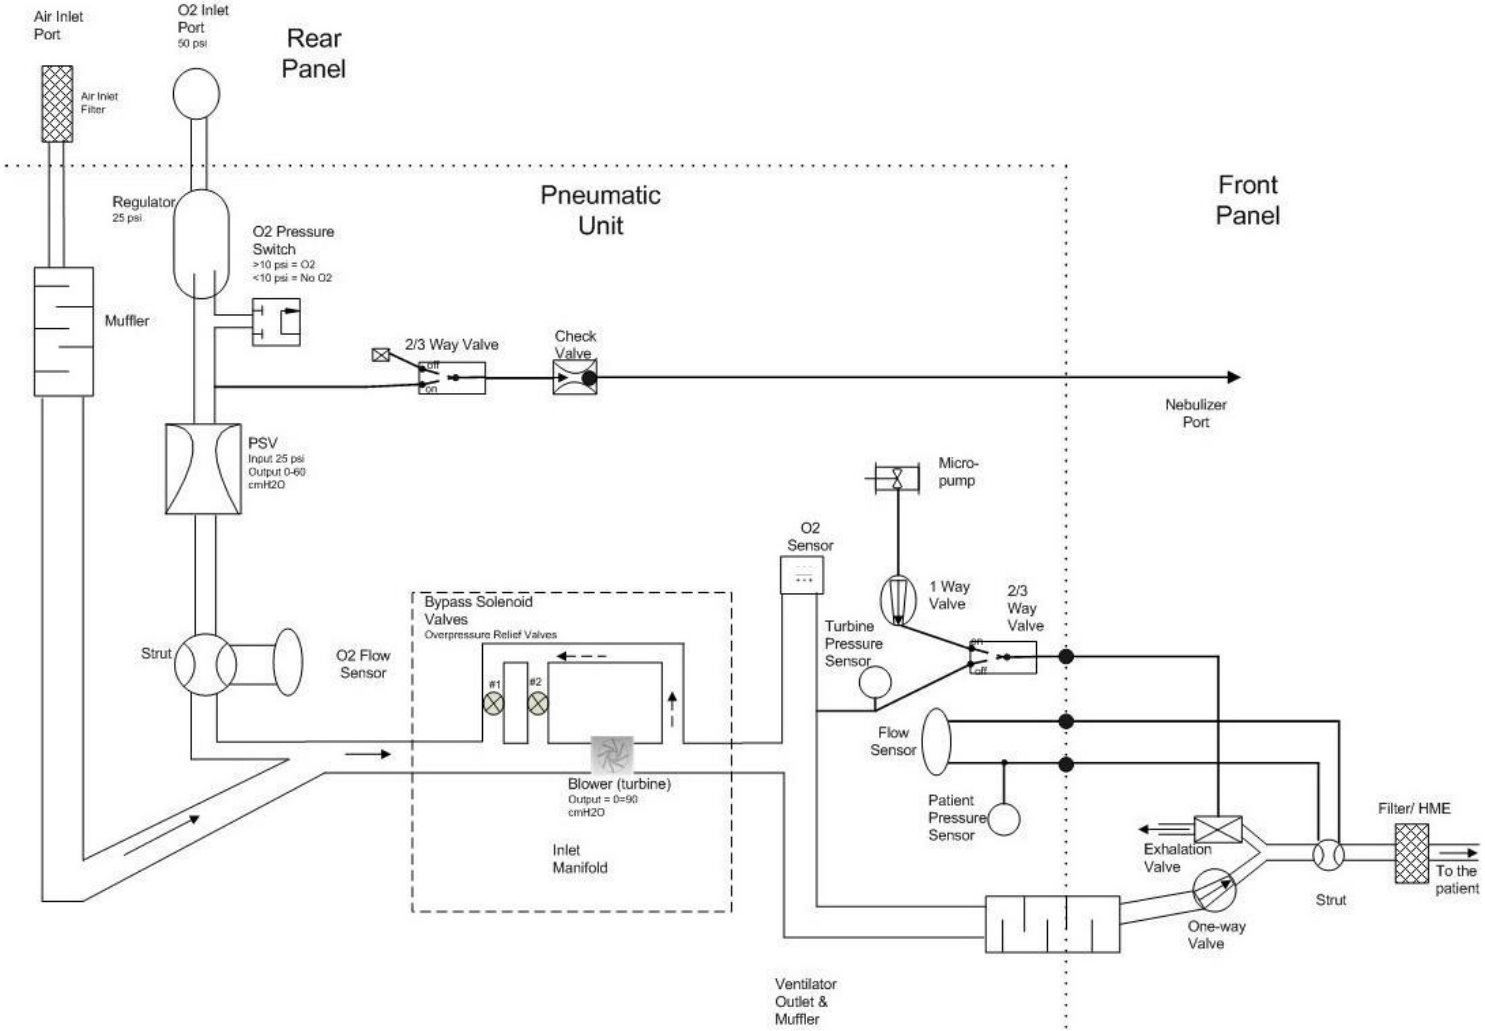 Air Inlet
Port
O2 Inlet
Port
50 psi
Rear
Panel
Air Inlet
Filter
Regulator
25 psi
Pneumatic
Unit
Front
Panel
O2 Pressure
Switch
>10 psi = O2
<10 psi = No O2
Muffler
2/3 Way Valve
off
on
Check
Valve
Nebulizer
Port
PSV
Input 25 psi
Output 0-60
cmH2O
Micro-
pump
O2
Sensor
1 Way
Valve
2/3
Way
Valve
on
off
Bypass Solenoid
Valves
Overpressure Relief Valves
#1
#2
Turbine
Pressure
Sensor
Strut
O2 Flow
Sensor
Flow
Sensor
Blower (turbine)
Output = 0=90
cmH2O
Patient
Pressure
Sensor
Inlet
Manifold
Exhalation
Valve
Filter/ HME
To the
patient
Strut
One-way
Valve
Ventilator
Outlet &
Muffler